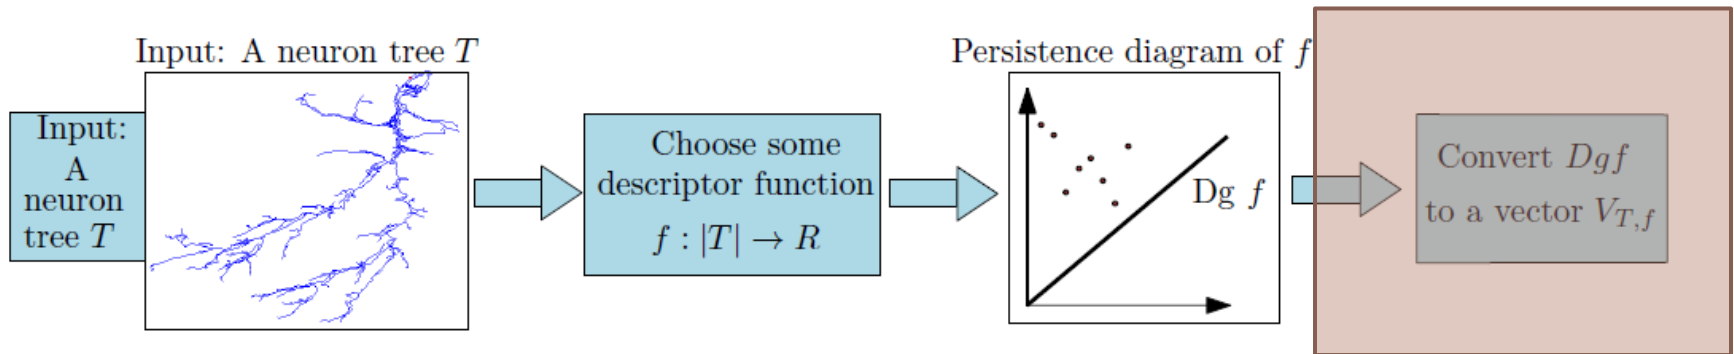 Input: A neuron tree T
Input:
A
neuron
tree T
Choose some
descriptor function
f : |T| → R
Persistence diagram of f
Dg f
Convert Dgf
to a vector V_{T,f}